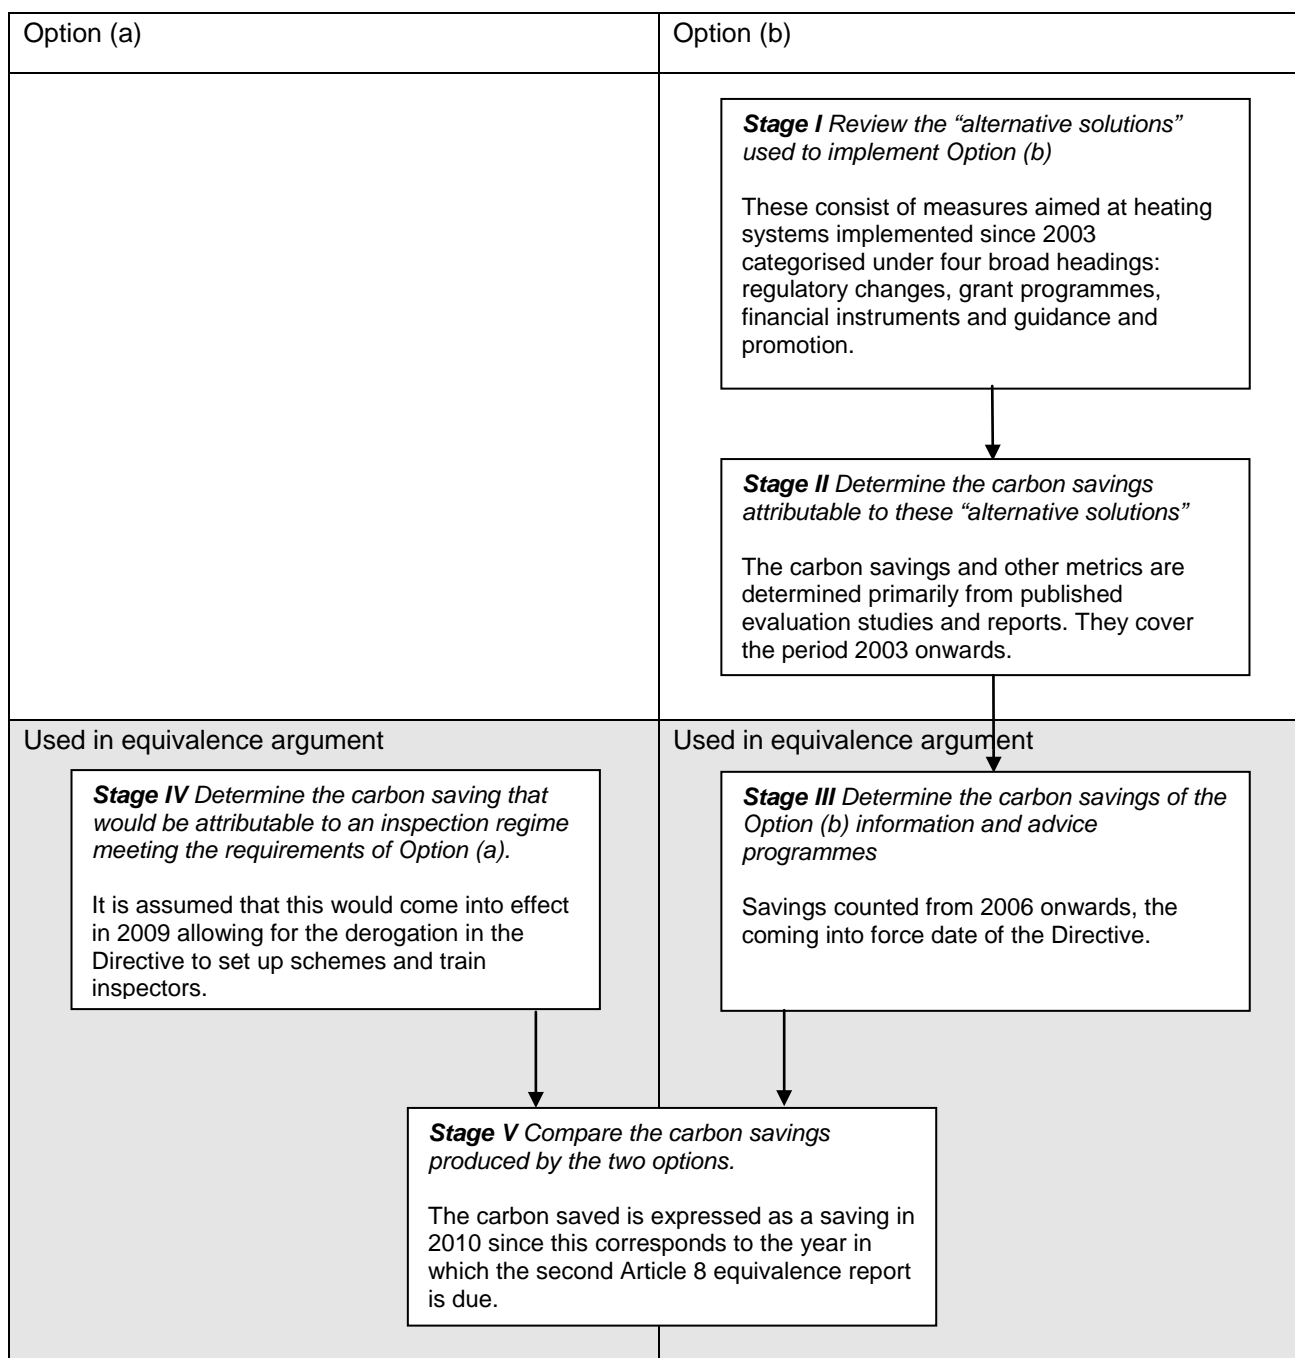 Option (a)
Option (b)
Stage I Review the “alternative solutions”
used to implement Option (b)
These consist of measures aimed at heating
systems implemented since 2003
categorised under four broad headings:
regulatory changes, grant programmes,
financial instruments and guidance and
promotion.
Stage II Determine the carbon savings
attributable to these “alternative solutions”
The carbon savings and other metrics are
determined primarily from published
evaluation studies and reports. They cover
the period 2003 onwards.
Used in equivalence argument
Used in equivalence argument
Stage IV Determine the carbon saving that
would be attributable to an inspection regime
meeting the requirements of Option (a).
It is assumed that this would come into effect
in 2009 allowing for the derogation in the
Directive to set up schemes and train
inspectors.
Stage III Determine the carbon savings of the
Option (b) information and advice
programmes
Savings counted from 2006 onwards, the
coming into force date of the Directive.
Stage V Compare the carbon savings
produced by the two options.
The carbon saved is expressed as a saving in
2010 since this corresponds to the year in
which the second Article 8 equivalence report
is due.